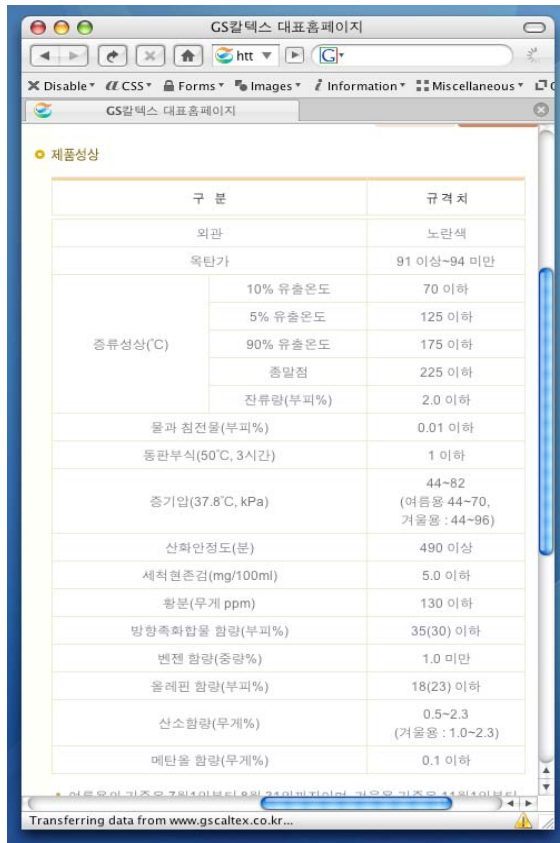 GS칼텍스 대표홈페이지
htt
G
Disable CSS Forms Images Information Miscellaneous
GS칼텍스 대표홈페이지
제품성상
구 분 규격치
외관 노란색
옥탄가 91 이상~94 미만
증류성상(℃) 10% 유출온도 70 이하
5% 유출온도 125 이하
90% 유출온도 175 이하
종말점 225 이하
잔류량(부피%) 2.0 이하
물과 침전물(부피%) 0.01 이하
동판부식(50℃, 3시간) 1 이하
증기압(37.8℃, kPa) 44~82
(여름용 44~70,
겨울용 : 44~96)
산화안정도(분) 490 이상
세척현존검(mg/100ml) 5.0 이하
황분(무게 ppm) 130 이하
방향족화합물 함량(부피%) 35(30) 이하
벤젠 함량(중량%) 1.0 미만
올레핀 함량(부피%) 18(23) 이하
산소함량(무게%) 0.5~2.3
(겨울용 : 1.0~2.3)
메탄올 함량(무게%) 0.1 이하
Transferring data from www.gscaltex.co.kr...